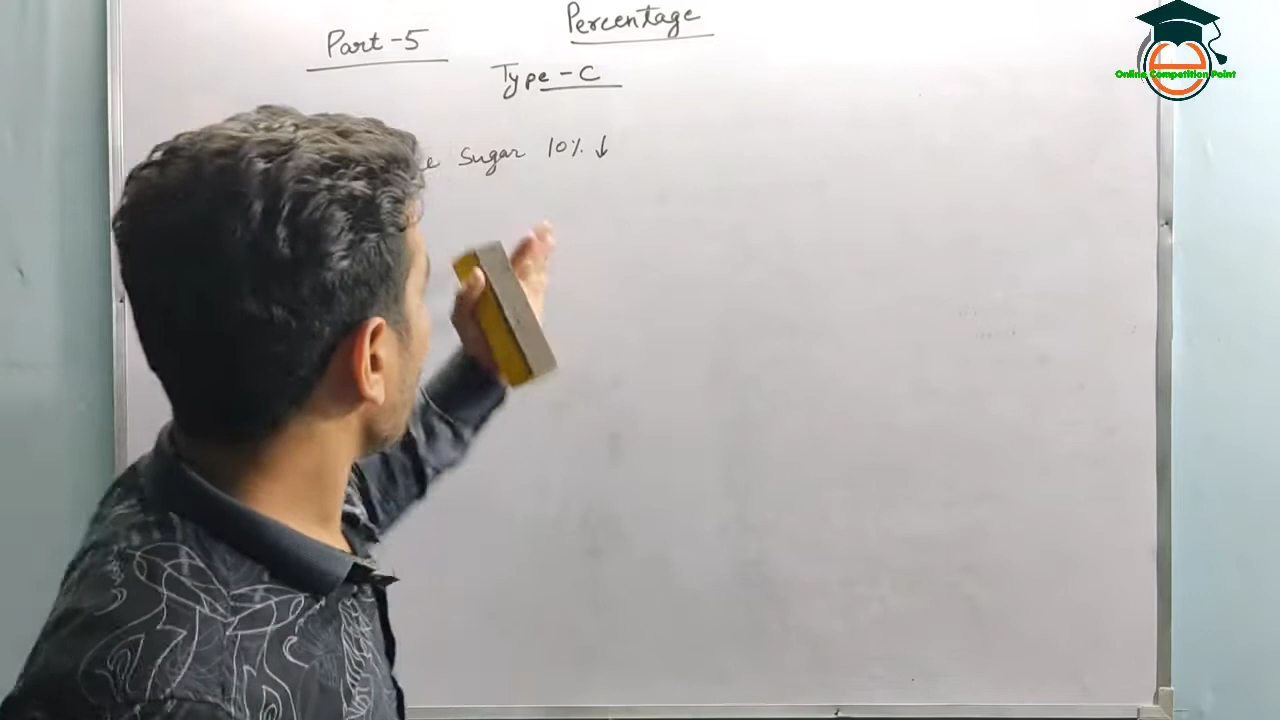 Percentage
Part-5
Type-C
Sugar 10% ↓
Online Competition Point